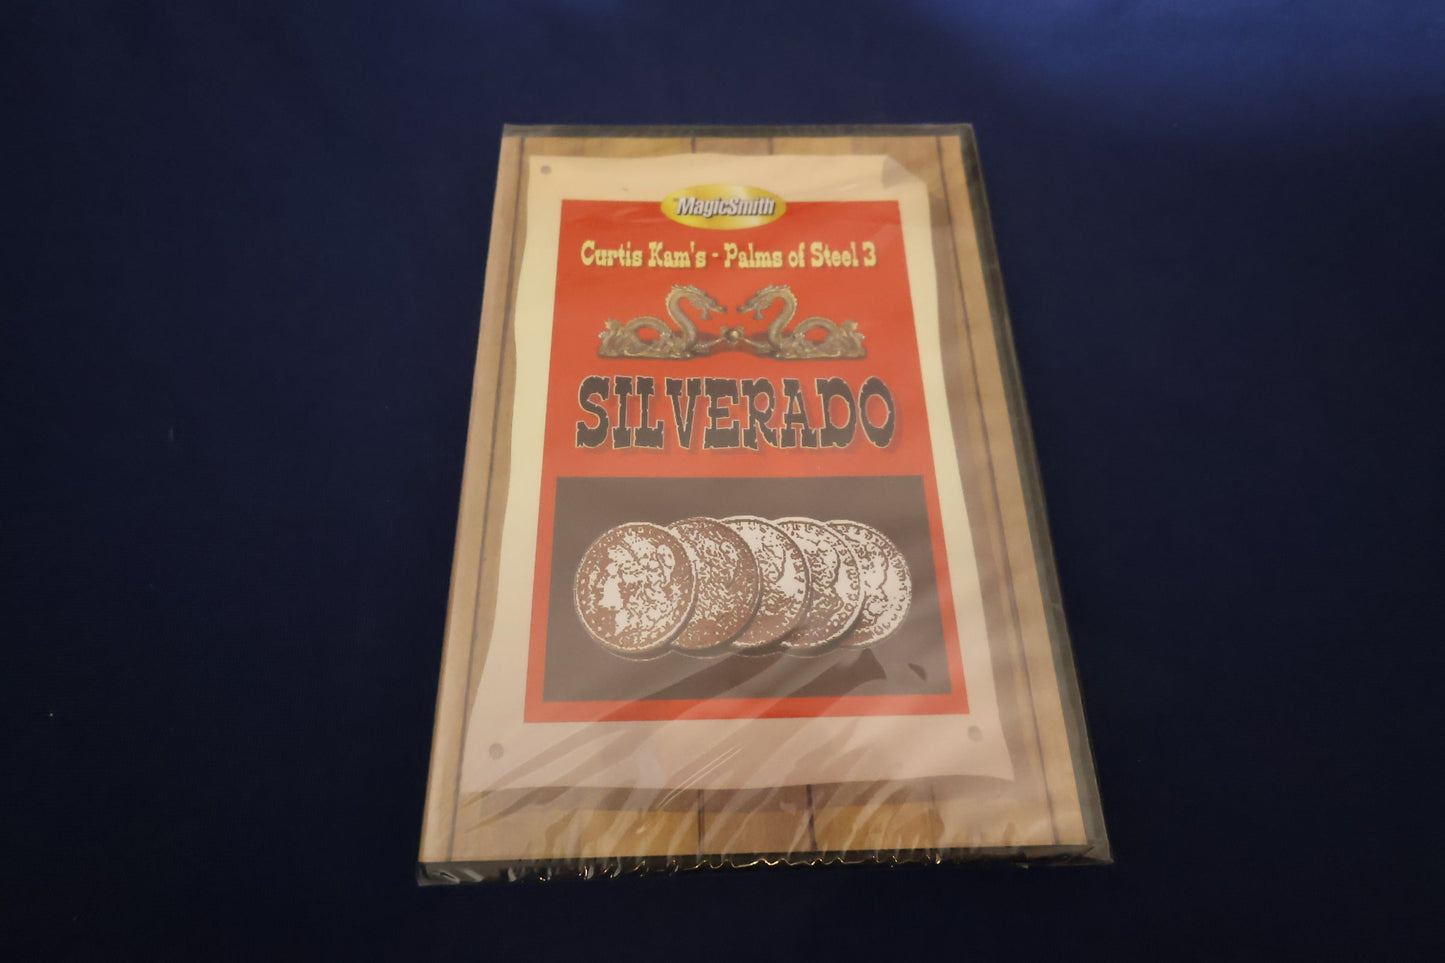 MagicSmith
Curtis Kam's - Palms of Steel 3
SILVERADO